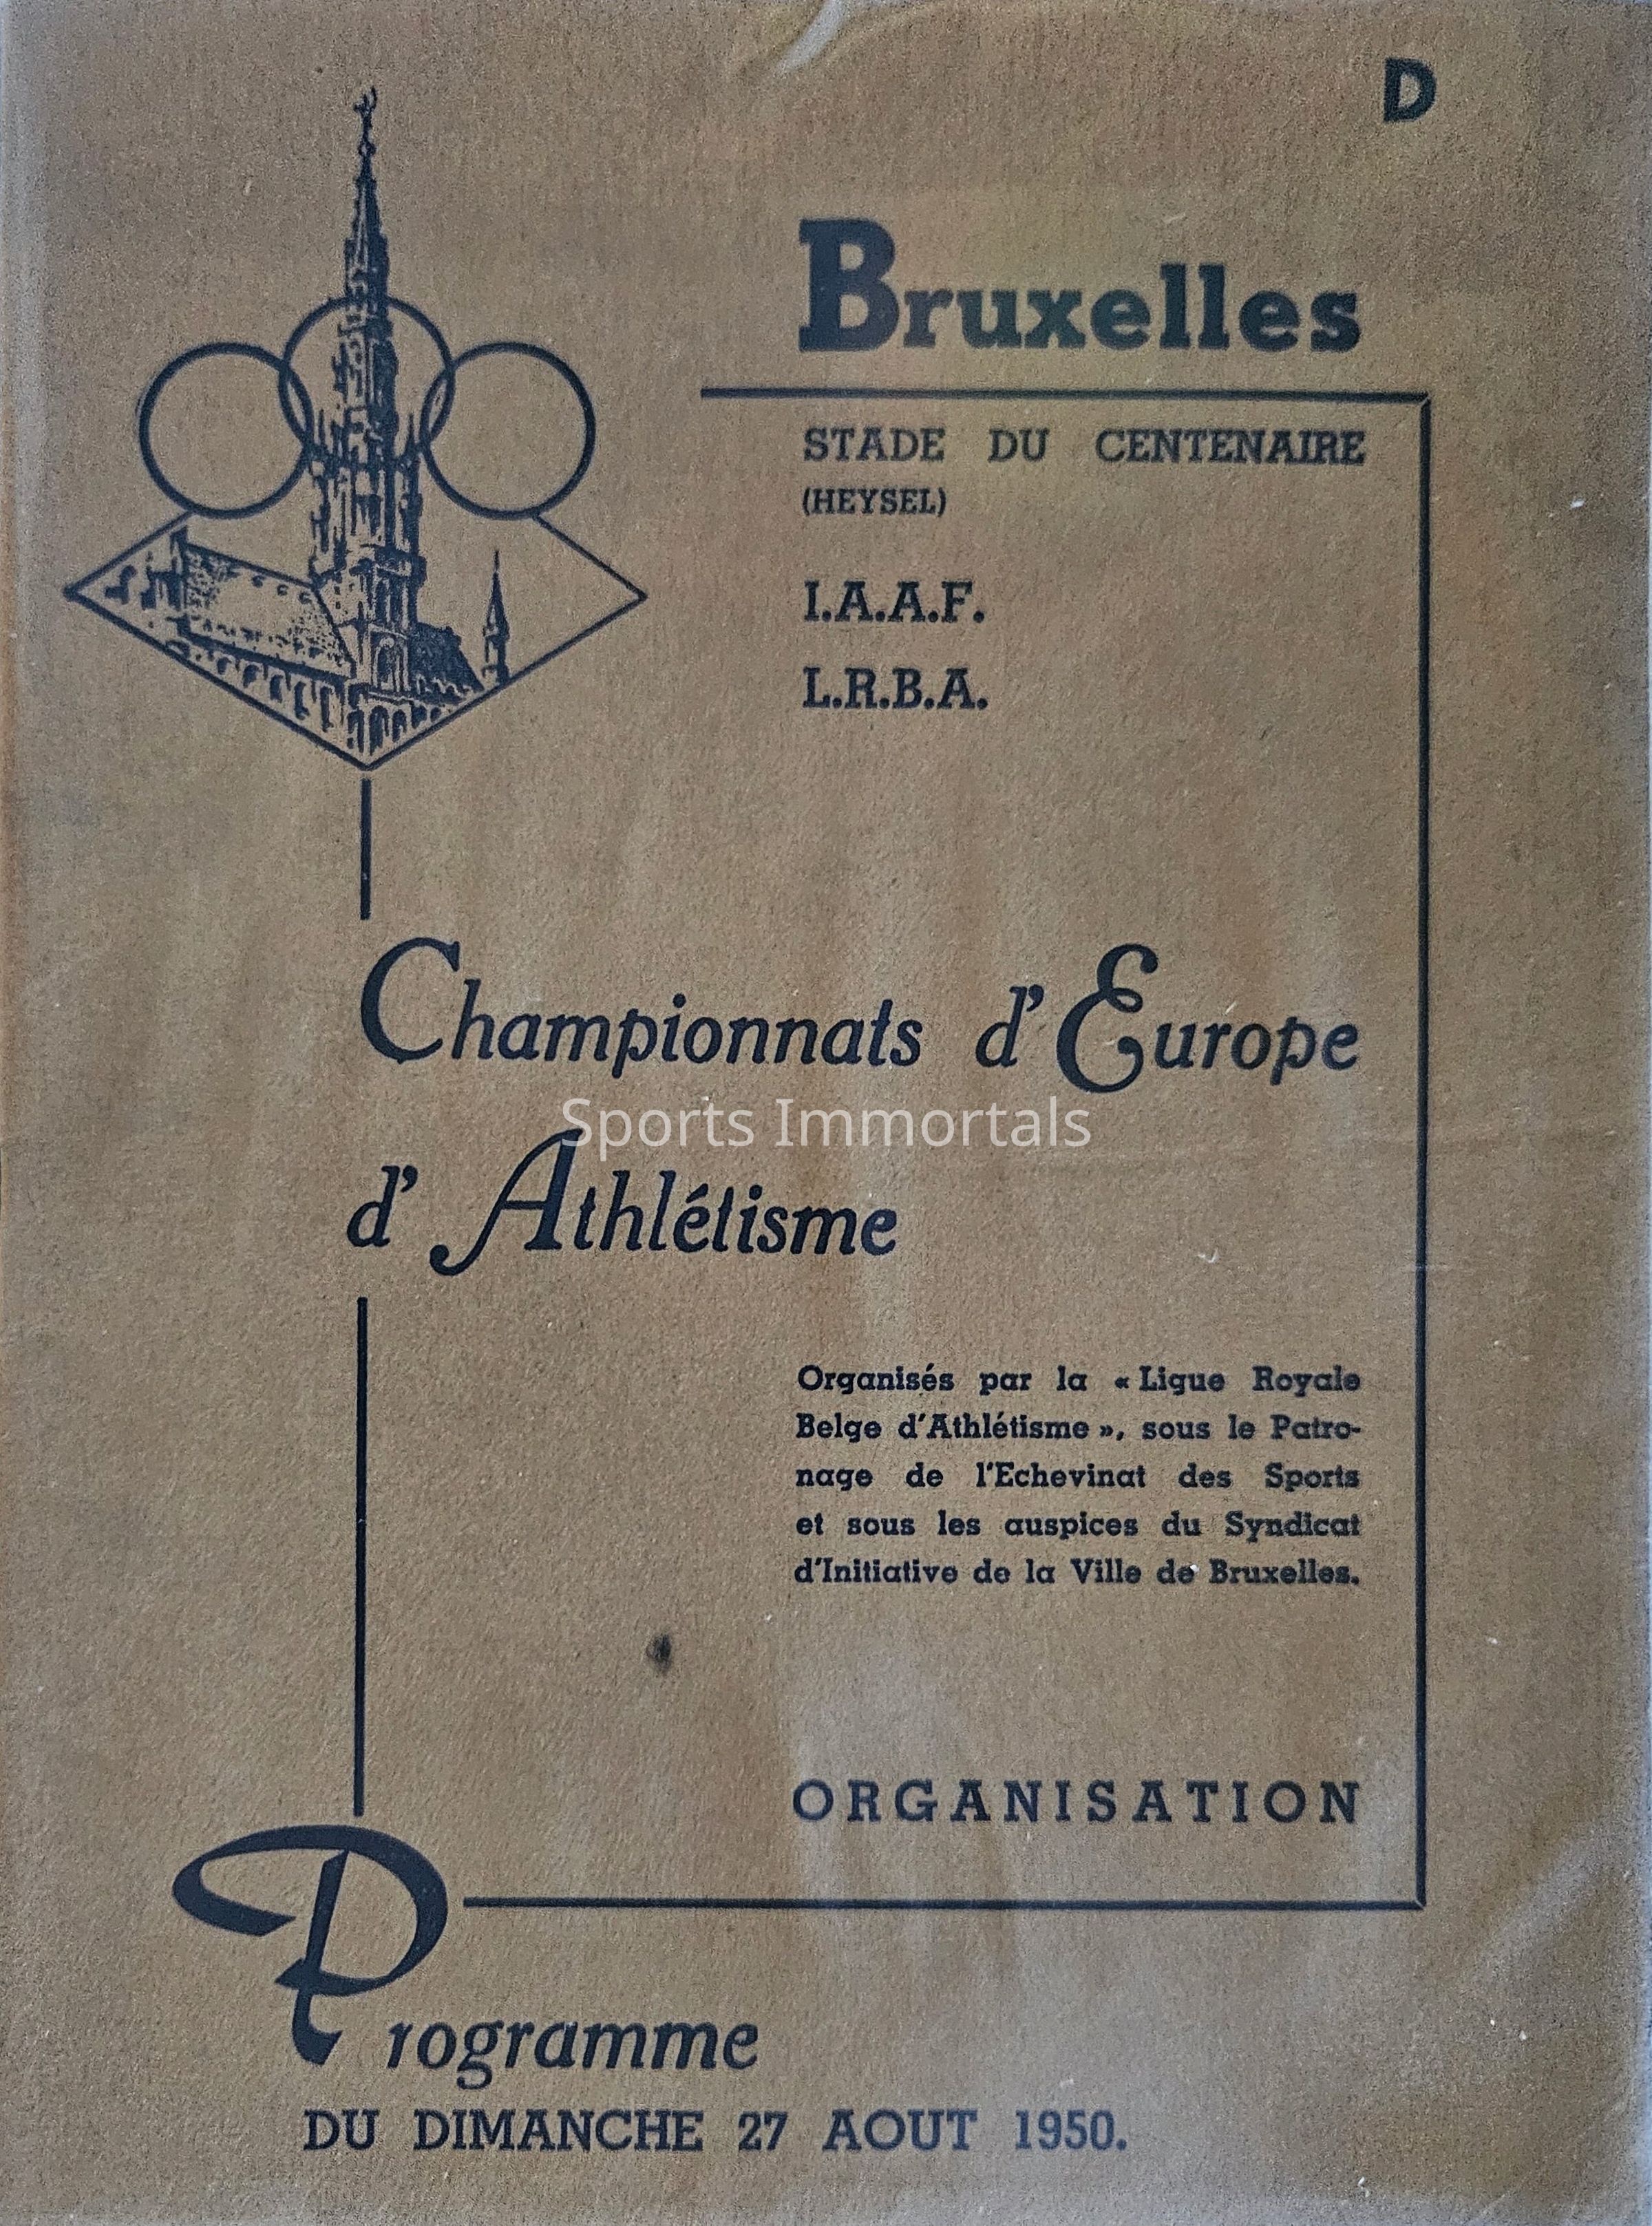 D
Bruxelles
STADE DU CENTENAIRE
(HEYSEL)
I.A.A.F.
L.R.B.A.
Championnats d'Europe
Sports Immortals
d'Athlétisme
Organisés par la « Ligue Royale
Belge d'Athlétisme », sous le Patro-
nage de l'Echevinat des Sports
et sous les auspices du Syndicat
d'Initiative de la Ville de Bruxelles.
ORGANISATION
Programme
DU DIMANCHE 27 AOUT 1950.